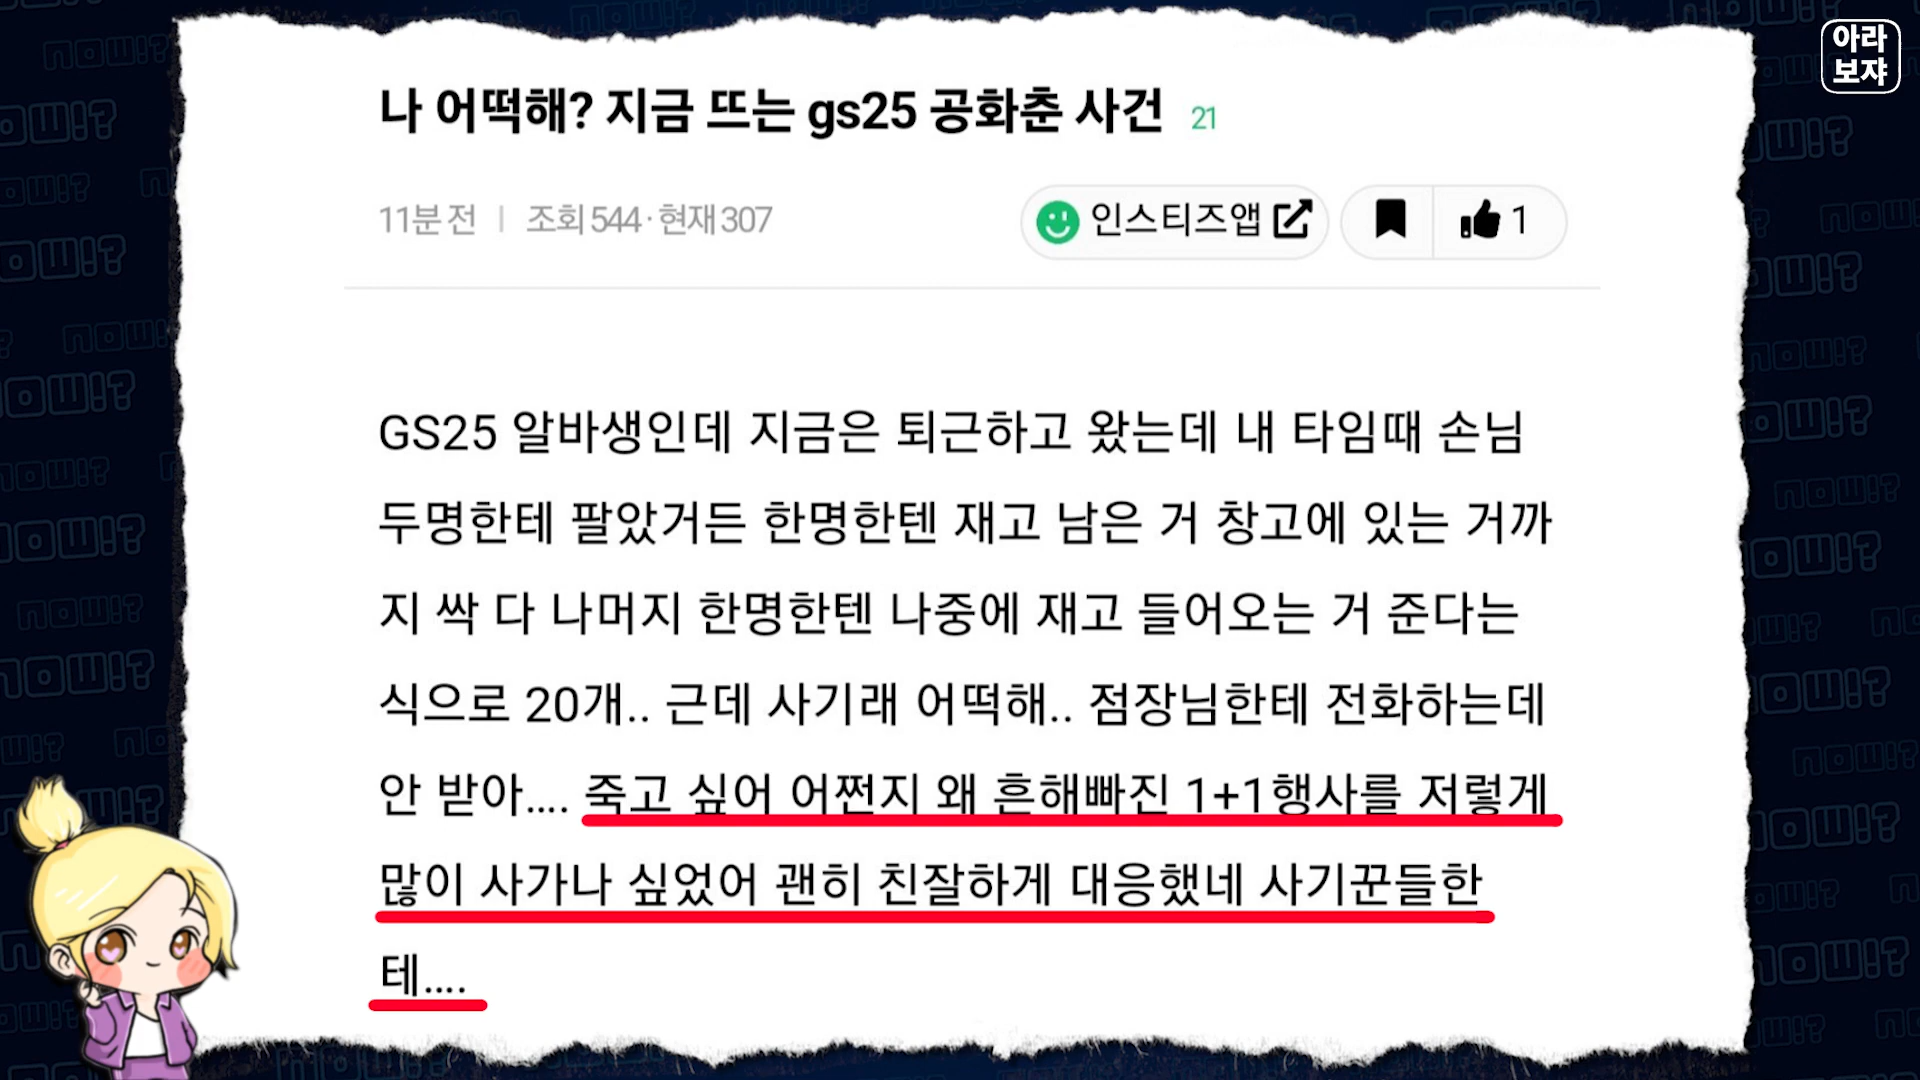 아라
보쟈
나 어떡해? 지금 뜨는 gs25 공화춘 사건 21
11분 전 | 조회 544 · 현재 307
인스티즈앱 1
GS25 알바생인데 지금은 퇴근하고 왔는데 내 타임때 손님
두명한테 팔았거든 한명한텐 재고 남은 거 창고에 있는 거까
지 싹 다 나머지 한명한텐 나중에 재고 들어오는 거 준다는
식으로 20개.. 근데 사기래 어떡해.. 점장님한테 전화하는데
안 받아.... 죽고 싶어 어쩐지 왜 흔해빠진 1+1행사를 저렇게
많이 사가나 싶었어 괜히 친잘하게 대응했네 사기꾼들한
테....